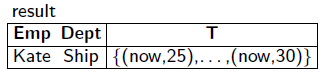 result
Emp Dept T
Kate Ship {(now,25),...,(now,30)}